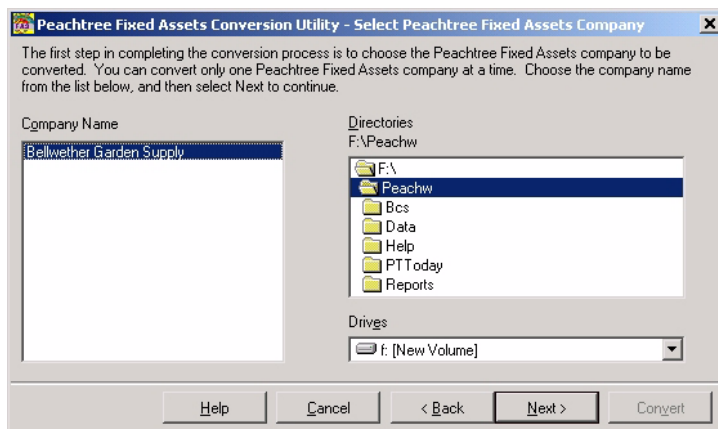 Peachtree Fixed Assets Conversion Utility - Select Peachtree Fixed Assets Company
The first step in completing the conversion process is to choose the Peachtree Fixed Assets company to be
converted. You can convert only one Peachtree Fixed Assets company at a time. Choose the company name
from the list below, and then select Next to continue.
Company Name
Bellwether Garden Supply
Directories
F:\Peachw
F:\
Peachw
Bcs
Data
Help
PTToday
Reports
Drives
f: [New Volume]
Help
Cancel
< Back
Next >
Convert